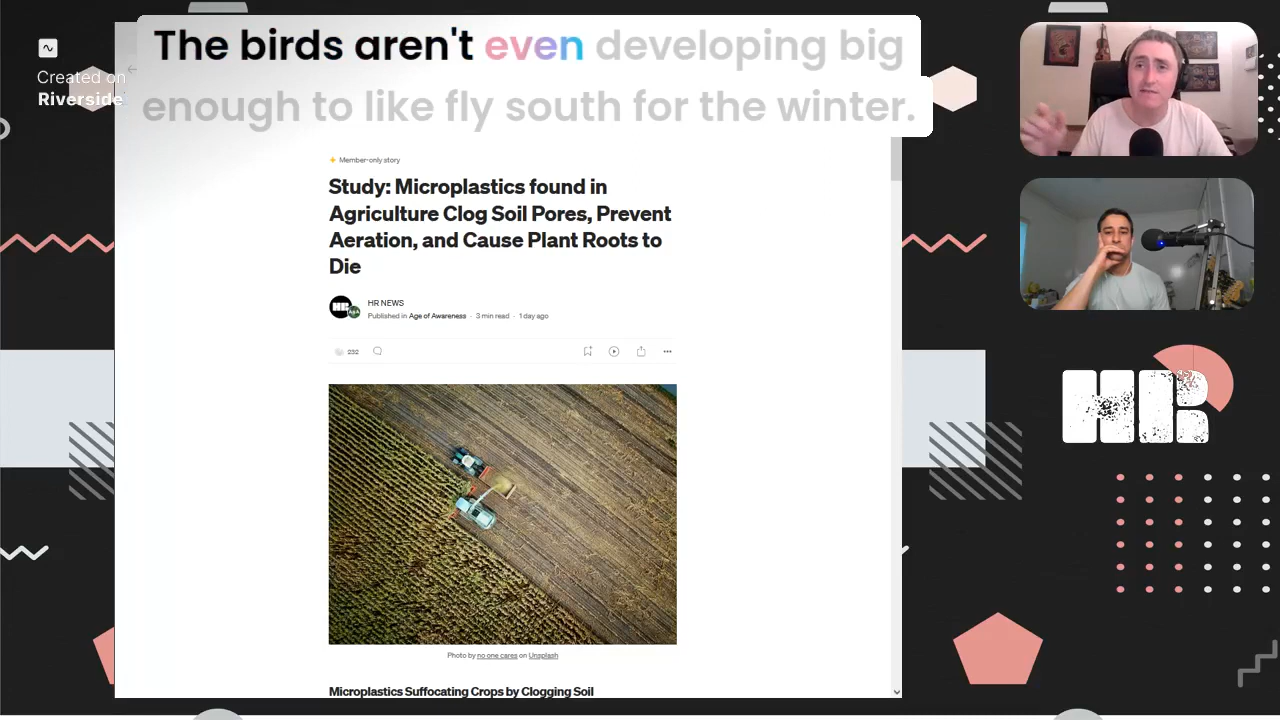 The birds aren't even developing big
enough to like fly south for the winter.
Created on
Riverside
Member-only story
Study: Microplastics found in
Agriculture Clog Soil Pores, Prevent
Aeration, and Cause Plant Roots to
Die
HR NEWS
Published in Age of Awareness · 3 min read · 1 day ago
232
Photo by no one cares on Unsplash
Microplastics Suffocating Crops by Clogging Soil
HR